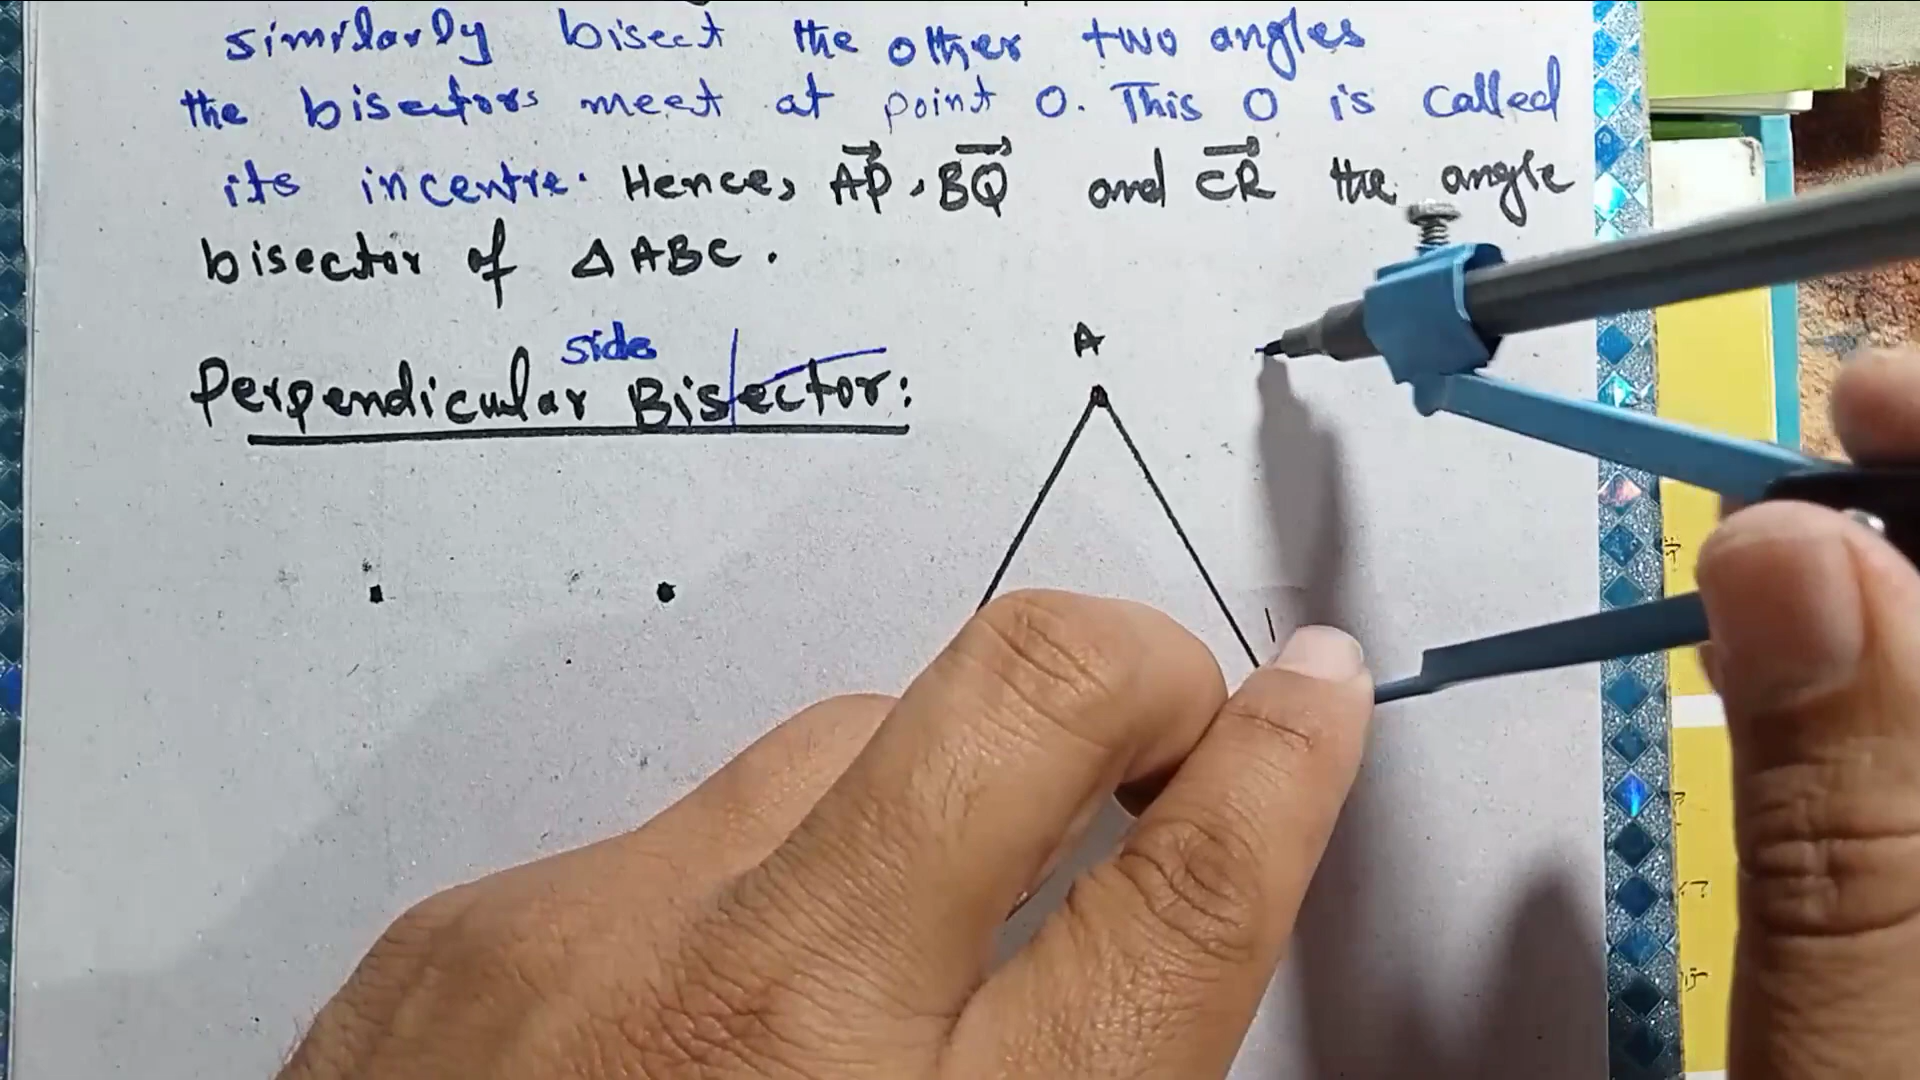 similarly bisect the other two angles
the bisectors meet at point O. This O is called
its incentre. Hence, AP, BQ and CR the angle
bisector of △ABC.
side
Perpendicular Bisector:
A